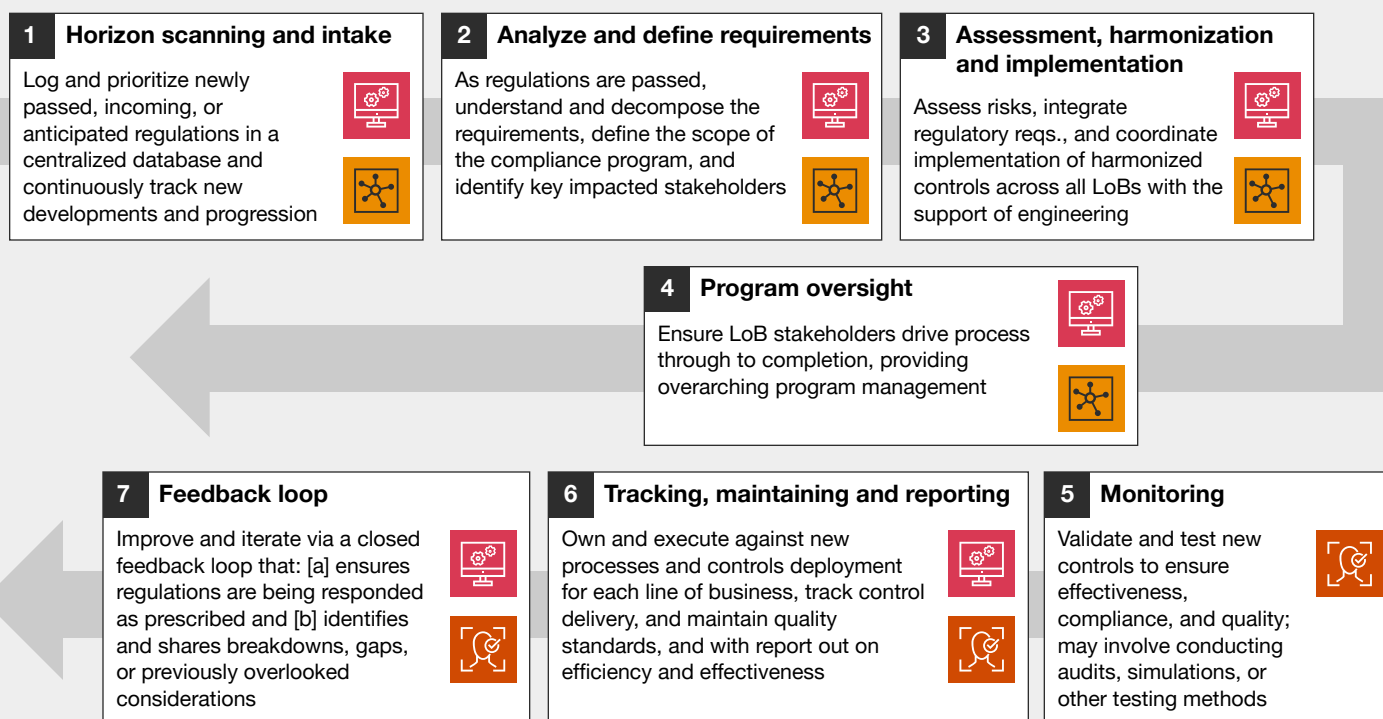 1 Horizon scanning and intake
Log and prioritize newly
passed, incoming, or
anticipated regulations in a
centralized database and
continuously track new
developments and progression
2 Analyze and define requirements
As regulations are passed,
understand and decompose the
requirements, define the scope of
the compliance program, and
identify key impacted stakeholders
3 Assessment, harmonization
and implementation
Assess risks, integrate
regulatory reqs., and coordinate
implementation of harmonized
controls across all LoBs with the
support of engineering
4 Program oversight
Ensure LoB stakeholders drive process
through to completion, providing
overarching program management
7 Feedback loop
Improve and iterate via a closed
feedback loop that: [a] ensures
regulations are being responded
as prescribed and [b] identifies
and shares breakdowns, gaps,
or previously overlooked
considerations
6 Tracking, maintaining and reporting
Own and execute against new
processes and controls deployment
for each line of business, track control
delivery, and maintain quality
standards, and with report out on
efficiency and effectiveness
5 Monitoring
Validate and test new
controls to ensure
effectiveness,
compliance, and quality;
may involve conducting
audits, simulations, or
other testing methods